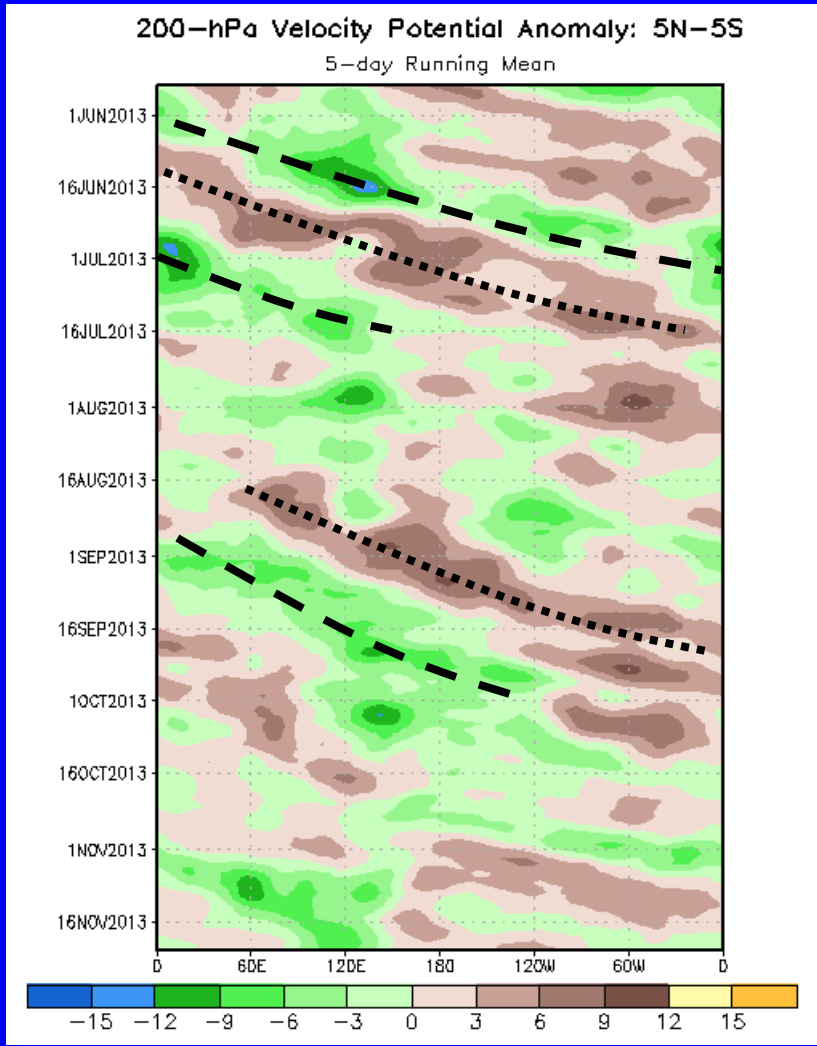 200-hPa Velocity Potential Anomaly: 5N-5S
5-day Running Mean
1JUN2013
16JUN2013
1JUL2013
16JUL2013
1AUG2013
16AUG2013
1SEP2013
16SEP2013
1OCT2013
16OCT2013
1NOV2013
16NOV2013
0 60E 120E 180 120W 60W 0
-15 -12 -9 -6 -3 0 3 6 9 12 15